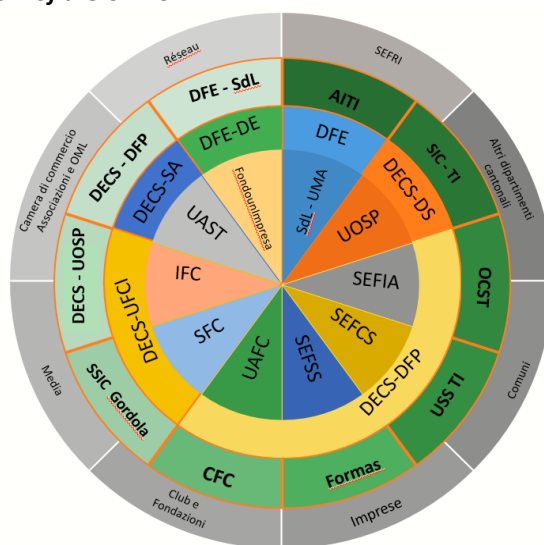 Réseau
SEFRI
Altri dipartimenti
cantonali
Comuni
Imprese
Club e
Fondazioni
Media
Camera di commercio
Associazioni e OML
DFE - SdL
AITI
SIC - TI
OCST
USS TI
Formas
CFC
SSIC Gordola
DECS - UOSP
DECS - DFP
DFE-DE
DFE
DECS-DS
DECS-DFP
DECS-UFCI
DECS-SA
FondounImpresa
SdL - UMA
UOSP
SEFIA
SEFCS
SEFSS
UAFC
SFC
IFC
UAST